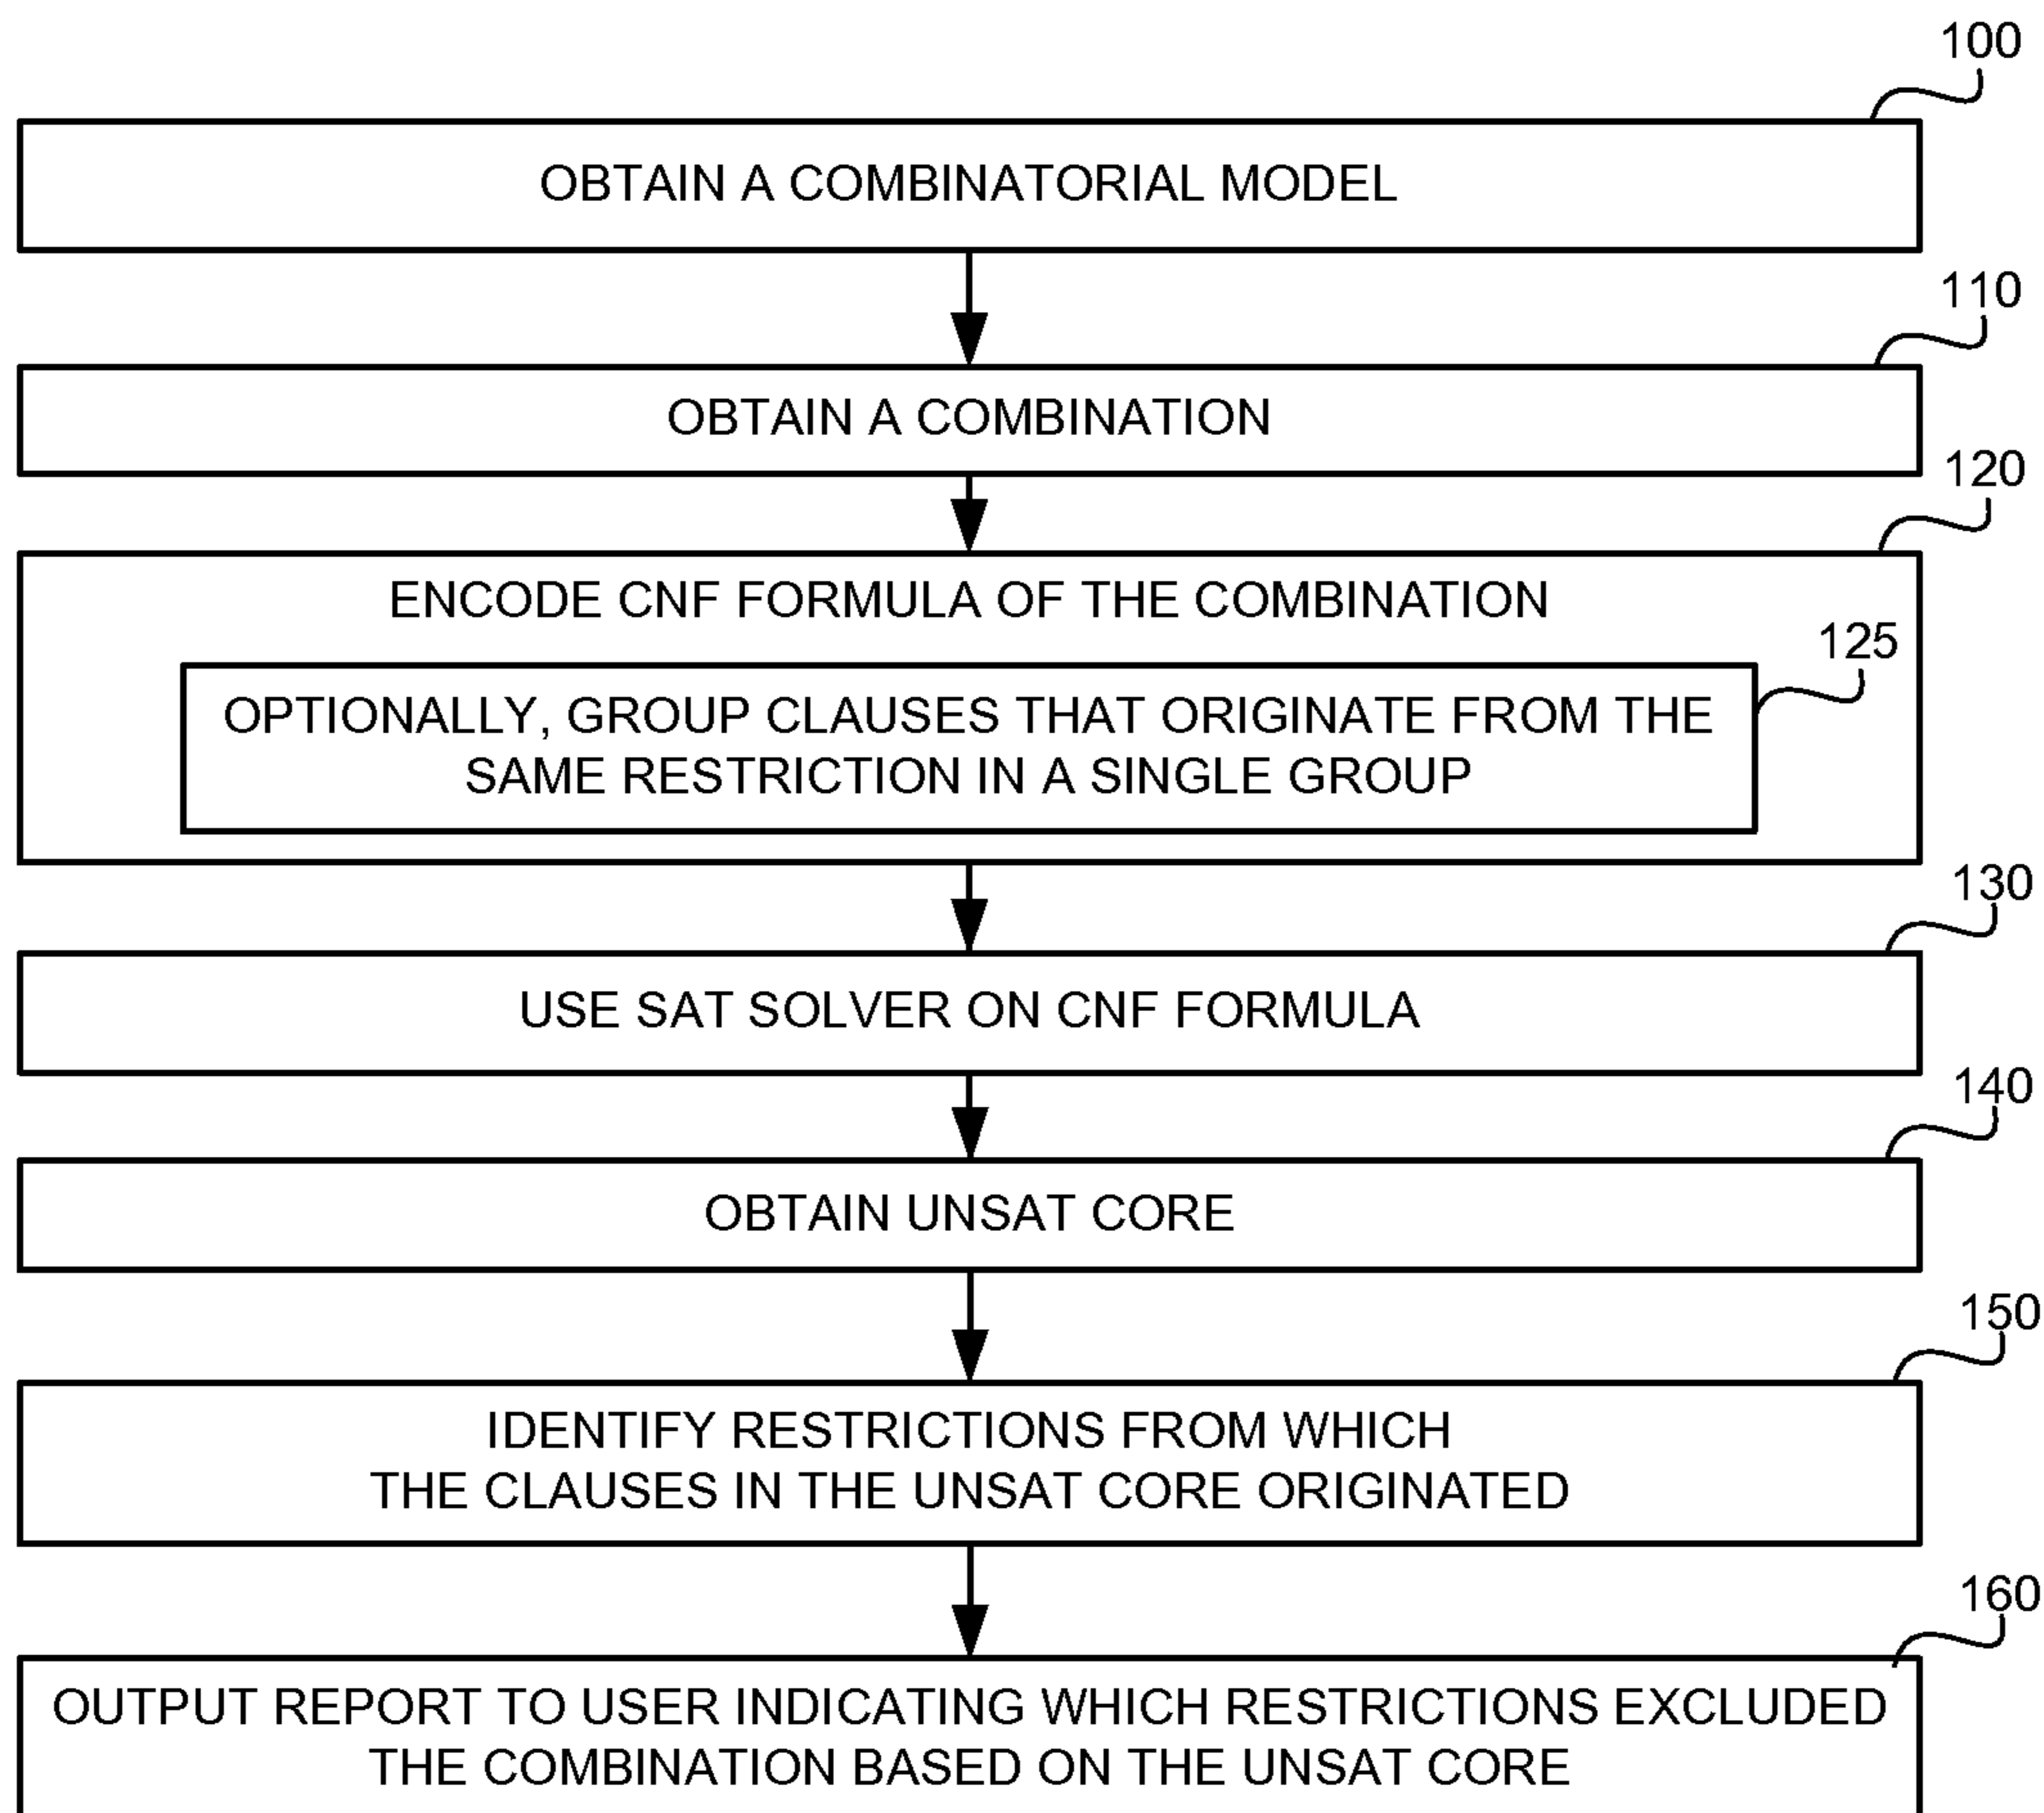 100
OBTAIN A COMBINATORIAL MODEL
110
OBTAIN A COMBINATION
120
ENCODE CNF FORMULA OF THE COMBINATION
125
OPTIONALLY, GROUP CLAUSES THAT ORIGINATE FROM THE
SAME RESTRICTION IN A SINGLE GROUP
130
USE SAT SOLVER ON CNF FORMULA
140
OBTAIN UNSAT CORE
150
IDENTIFY RESTRICTIONS FROM WHICH
THE CLAUSES IN THE UNSAT CORE ORIGINATED
160
OUTPUT REPORT TO USER INDICATING WHICH RESTRICTIONS EXCLUDED
THE COMBINATION BASED ON THE UNSAT CORE